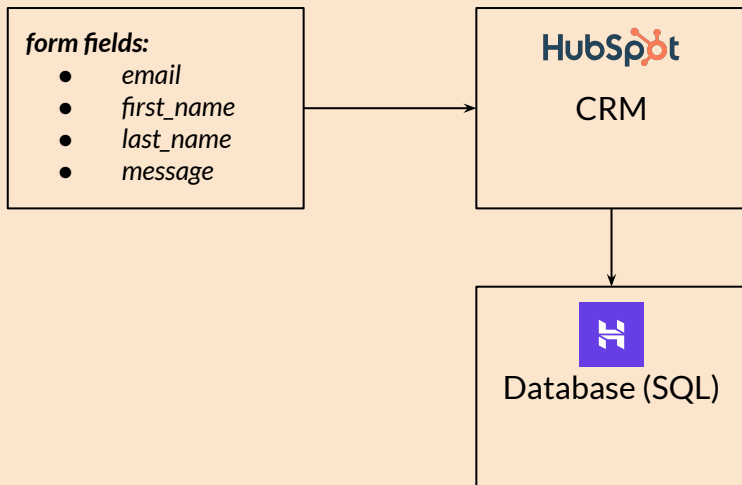 form fields:
● email
● first_name
● last_name
● message
HubSpot
CRM
Database (SQL)